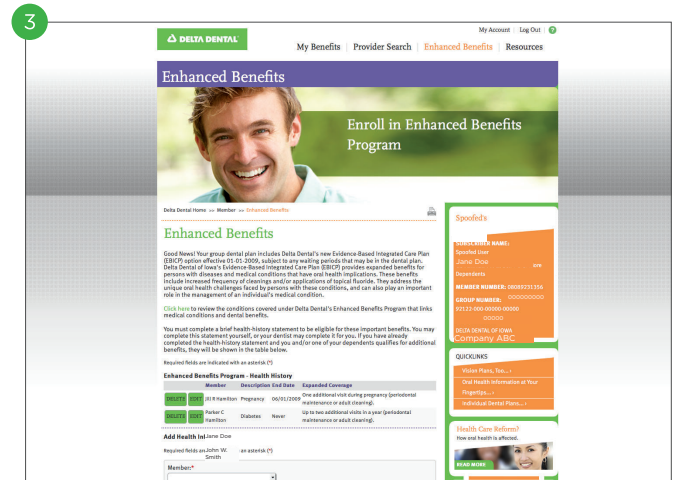 3
My Account | Log Out | ?
DELTA DENTAL
My Benefits | Provider Search | Enhanced Benefits | Resources
Enhanced Benefits
Enroll in Enhanced Benefits
Program
Delta Dental Home >> Member >> Enhanced Benefits
Enhanced Benefits
Good News! Your group dental plan includes Delta Dental's new Evidence-Based Integrated Care Plan
(EBICP) option effective 01-01-2009, subject to any waiting periods that may be in the dental plan.
Delta Dental of Iowa's Evidence-Based Integrated Care Plan (EBICP) provides expanded benefits for
persons with diseases and medical conditions that have oral health implications. These benefits
include increased frequency of cleanings and/or applications of topical fluoride. They address the
unique oral health challenges faced by persons with these conditions, and can also play an important
role in the management of an individual's medical condition.
Click here to review the conditions covered under Delta Dental's Enhanced Benefits Program that links
medical conditions and dental benefits.
You must complete a brief health-history statement to be eligible for these important benefits. You may
complete this statement yourself, or your dentist may complete it for you. If you have already
completed the health-history statement and you and/or one of your dependents qualifies for additional
benefits, they will be shown in the table below.
Required fields are indicated with an asterisk (*)
Enhanced Benefits Program - Health History
Member Description End Date Expanded Coverage
DELETE EDIT Jill R Hamilton Pregnancy 06/01/2009 One additional visit during pregnancy (periodontal
maintenance or adult cleaning).
DELETE EDIT Parker C
Hamilton Diabetes Never Up to two additional visits in a year (periodontal
maintenance or adult cleaning).
Add Health Inf Jane Doe
Required fields are John W. an asterisk (*)
Smith
Member:*
Spoofed's
SUBSCRIBER NAME:
Spoofed User
Jane Doe
ore
Dependents
MEMBER NUMBER: 08089231356
GROUP NUMBER: 000000000
92122-000-00000-00000
00000
DELTA DENTAL OF IOWA
Company ABC
QUICKLINKS
Vision Plans, Too... ›
Oral Health Information at Your
Fingertips... ›
Individual Dental Plans... ›
Health Care Reform?
How oral health is affected.
READ MORE